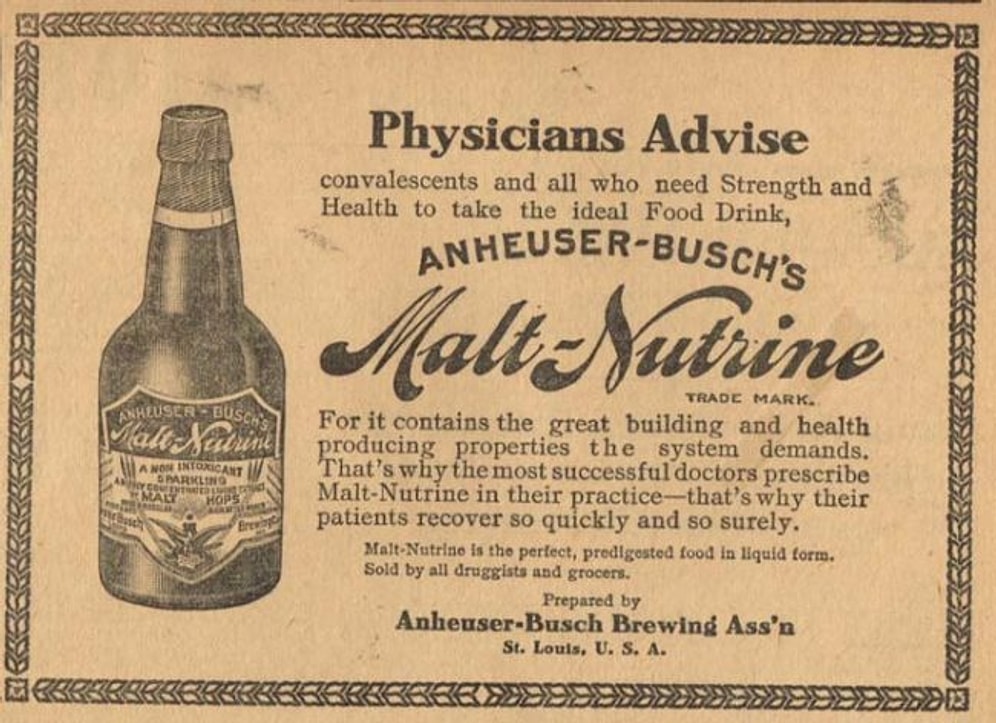 Physicians Advise
convalescents and all who need Strength and
Health to take the ideal Food Drink,
ANHEUSER-BUSCH'S
Malt-Nutrine
TRADE MARK.
For it contains the great building and health
producing properties the system demands.
That's why the most successful doctors prescribe
Malt-Nutrine in their practice—that's why their
patients recover so quickly and so surely.
Malt-Nutrine is the perfect, predigested food in liquid form.
Sold by all druggists and grocers.
Prepared by
Anheuser-Busch Brewing Ass'n
St. Louis, U. S. A.
ANHEUSER-BUSCH'S
Malt-Nutrine
A NON INTOXICANT
SPARKLING
MALT HOPS
Busch Brewing